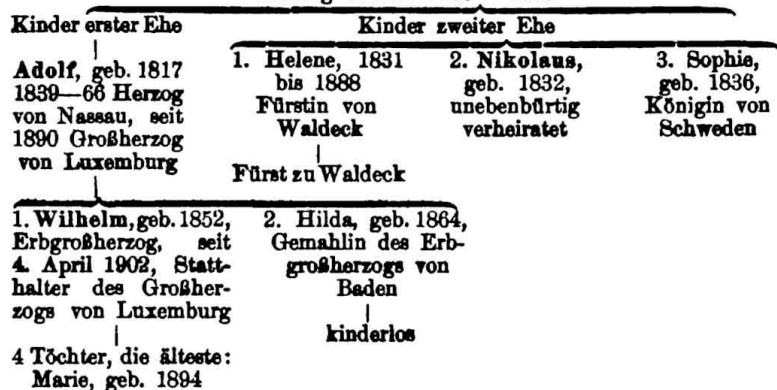 Kinder erster Ehe
Kinder zweiter Ehe
Adolf, geb. 1817
1839—66 Herzog
von Nassau, seit
1890 Großherzog
von Luxemburg
1. Helene, 1831
bis 1888
Fürstin von
Waldeck
Fürst zu Waldeck
2. Nikolaus,
geb. 1832,
unebenbürtig
verheiratet
3. Sophie,
geb. 1836,
Königin von
Schweden
1. Wilhelm, geb. 1852,
Erbgroßherzog, seit
4. April 1902, Statt-
halter des Großher-
zogs von Luxemburg
4 Töchter, die älteste:
Marie, geb. 1894
2. Hilda, geb. 1864,
Gemahlin des Erb-
großherzogs von
Baden
kinderlos